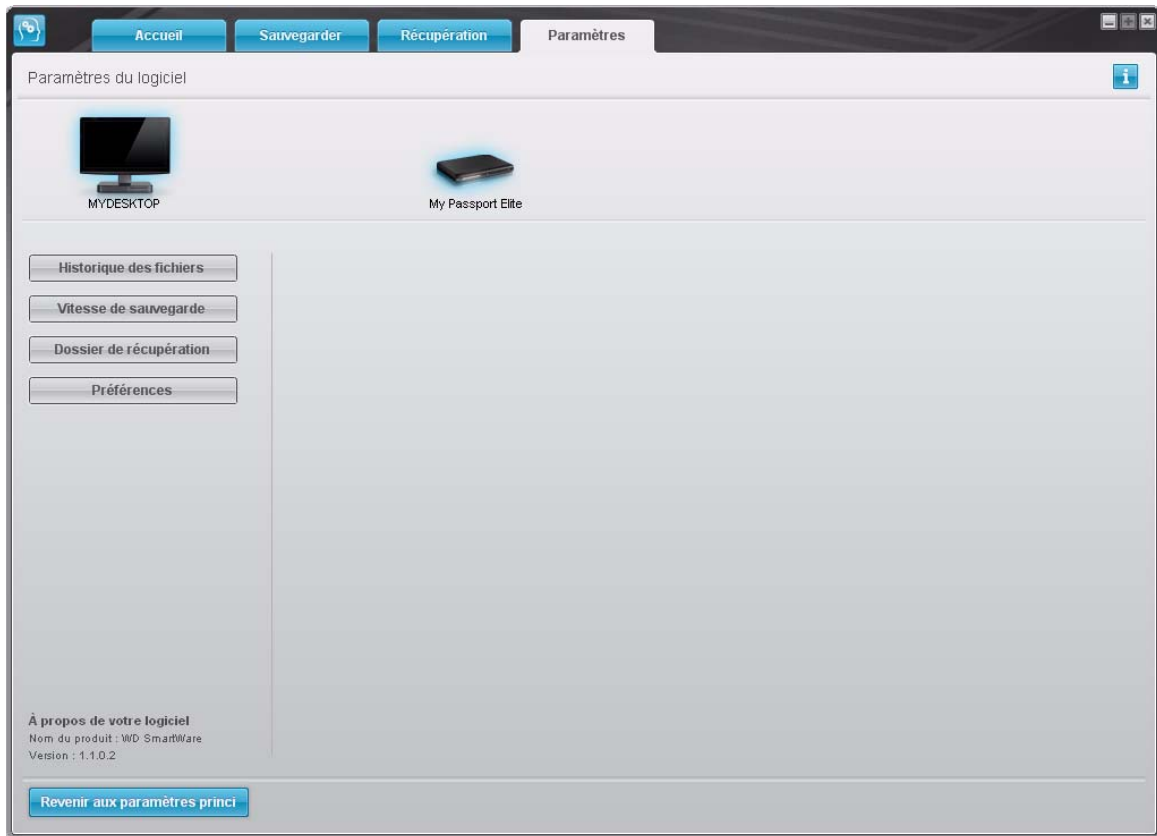 Accueil
Sauvegarder
Récupération
Paramètres
Paramètres du logiciel
i
MYDESKTOP
My Passport Elite
Historique des fichiers
Vitesse de sauvegarde
Dossier de récupération
Préférences
À propos de votre logiciel
Nom du produit : WD SmartWare
Version : 1.1.0.2
Revenir aux paramètres princi